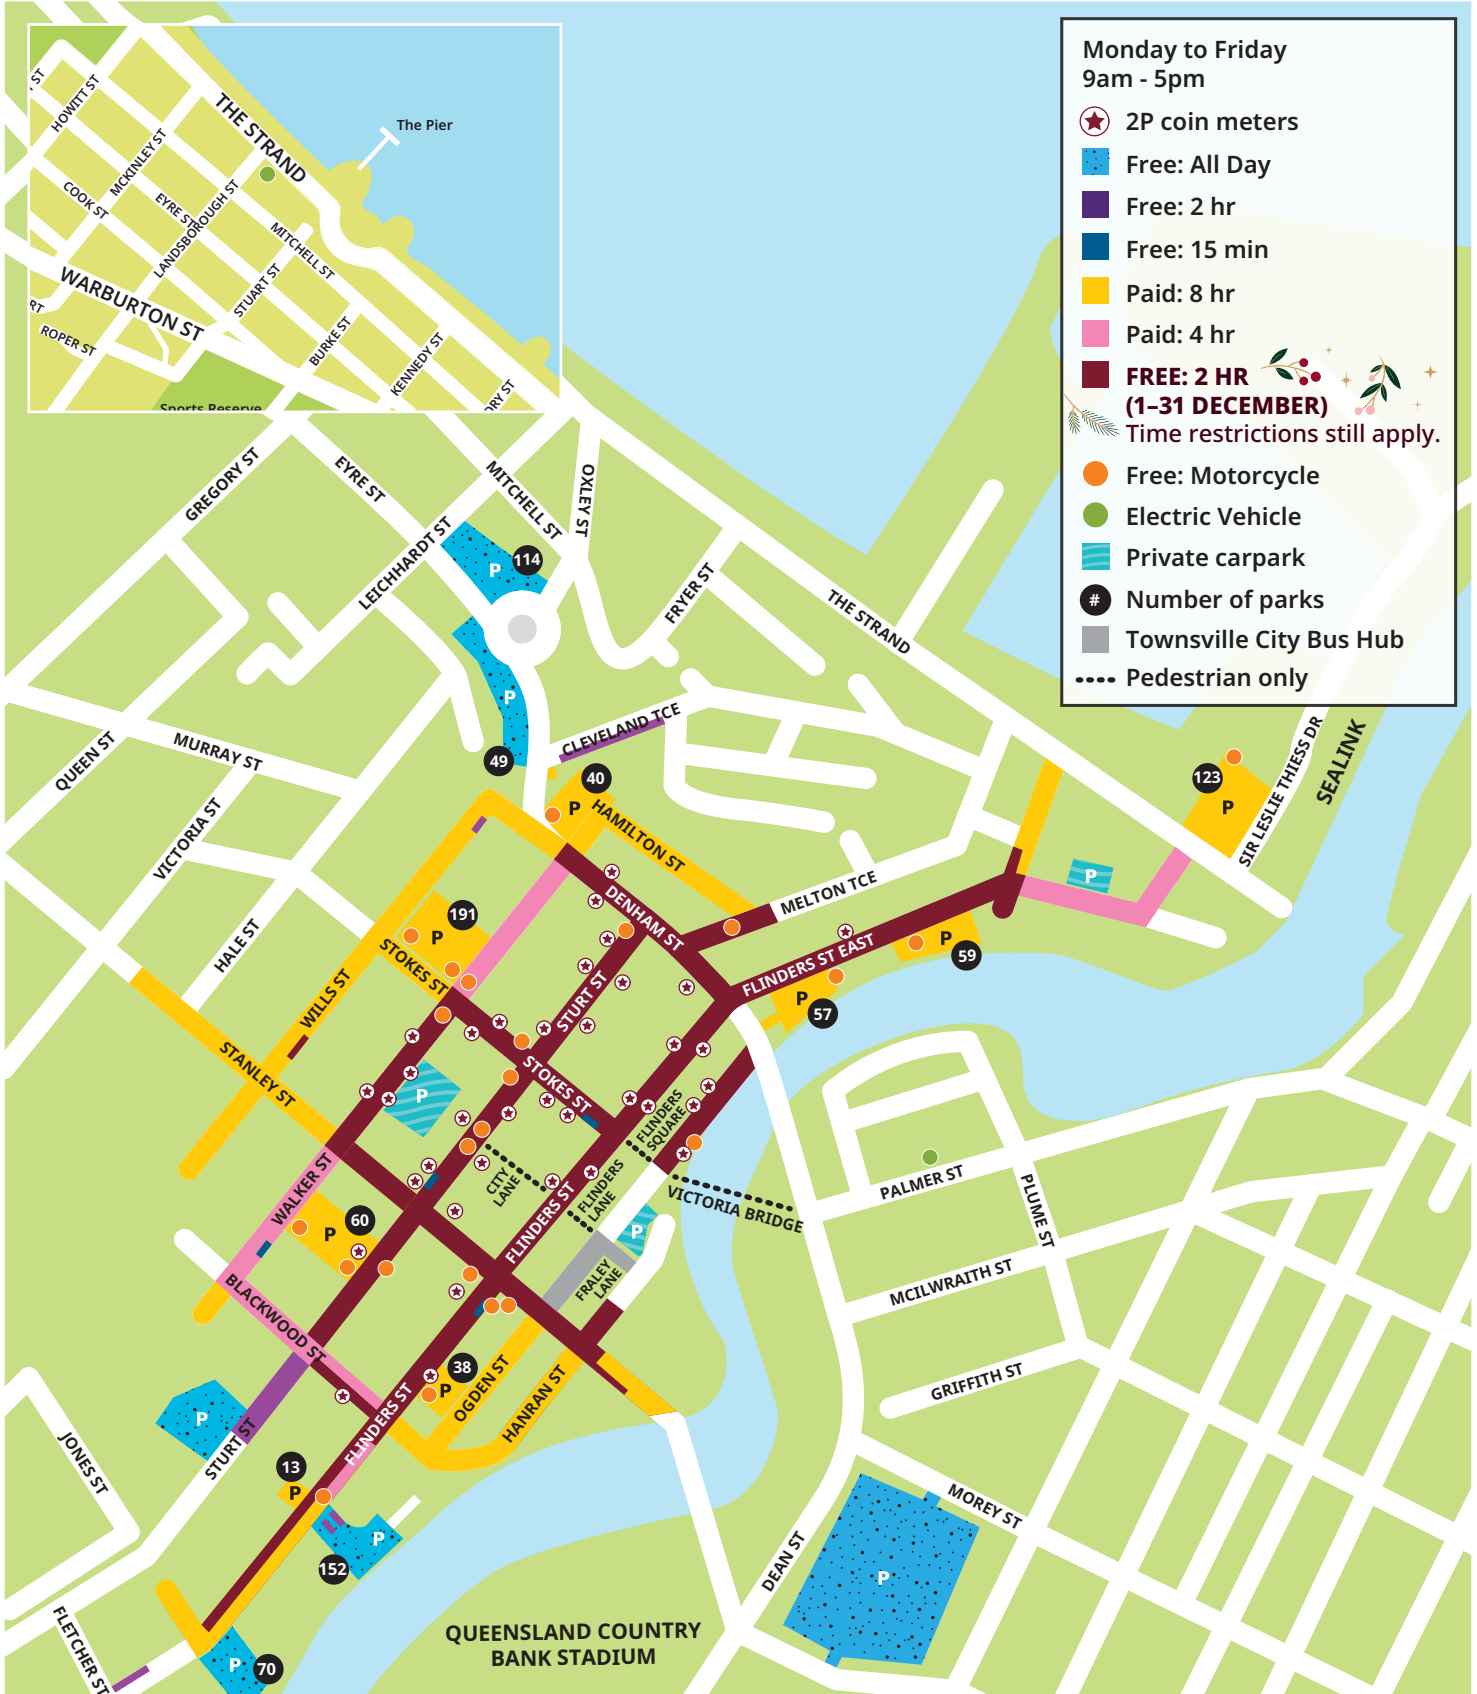 Monday to Friday
9am - 5pm
2P coin meters
Free: All Day
Free: 2 hr
Free: 15 min
Paid: 8 hr
Paid: 4 hr
FREE: 2 HR
(1–31 DECEMBER)
Time restrictions still apply.
Free: Motorcycle
Electric Vehicle
Private carpark
# Number of parks
Townsville City Bus Hub
Pedestrian only
The Pier
THE STRAND
ST
HOWITT ST
MCKINLEY ST
COOK ST
EYRE ST
LANDSBOROUGH ST
MITCHELL ST
STUART ST
WARBURTON ST
RT
ROPER ST
BURKE ST
KENNEDY ST
ORY ST
Sports Reserve
GREGORY ST
EYRE ST
MITCHELL ST
OXLEY ST
LEICHHARDT ST
P
114
FRYER ST
THE STRAND
P
49
CLEVELAND TCE
QUEEN ST
MURRAY ST
VICTORIA ST
HALE ST
40
P
HAMILTON ST
123
P
SIR LESLIE THIESS DR
SEALINK
P
MELTON TCE
DENHAM ST
191
P
STOKES ST
WILLS ST
STANLEY ST
STURT ST
FLINDERS ST EAST
P
59
P
57
STOKES ST
P
FLINDERS
SQUARE
CITY
LANE
FLINDERS
LANE
VICTORIA BRIDGE
PALMER ST
PLUME ST
WALKER ST
60
P
FLINDERS ST
P
FRALEY
LANE
MCILWRAITH ST
BLACKWOOD ST
38
P
OGDEN ST
HANRAN ST
GRIFFITH ST
P
STURT ST
FLINDERS ST
JONES ST
13
P
P
152
MOREY ST
DEAN ST
P
FLETCHER ST
P
70
QUEENSLAND COUNTRY
BANK STADIUM